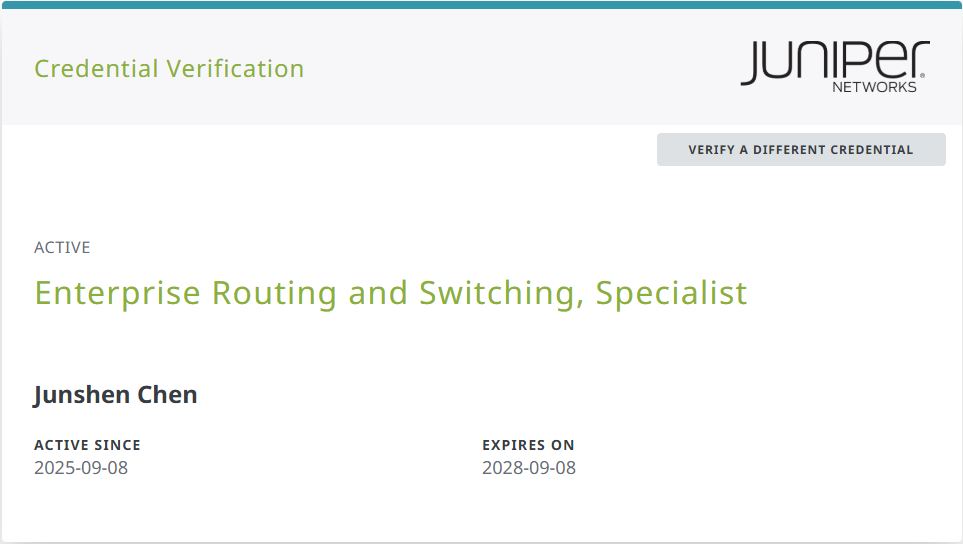 Credential Verification
JUNIPER
NETWORKS
VERIFY A DIFFERENT CREDENTIAL
ACTIVE
Enterprise Routing and Switching, Specialist
Junshen Chen
ACTIVE SINCE
EXPIRES ON
2025-09-08
2028-09-08